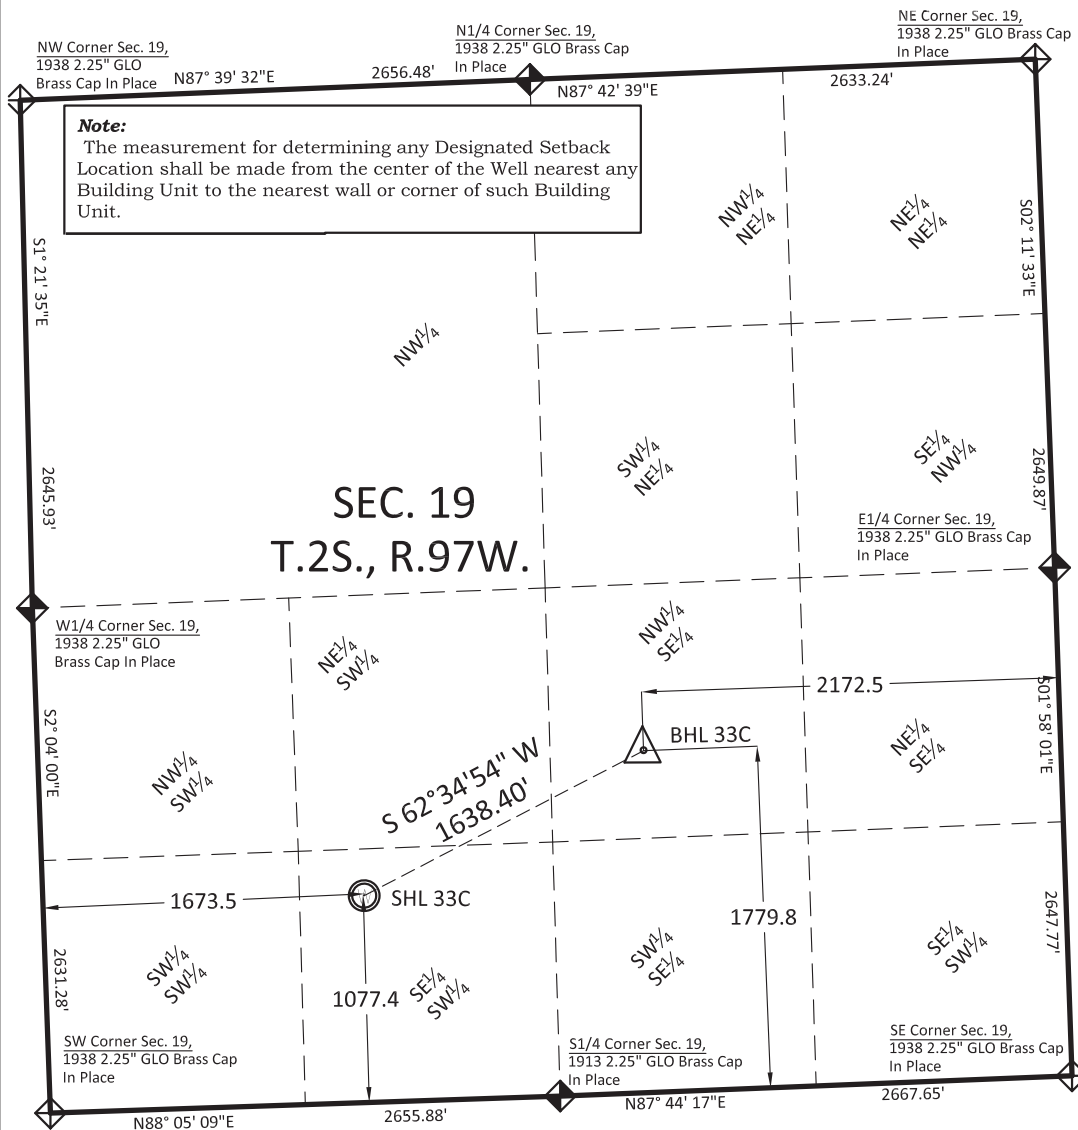 NW Corner Sec. 19,
1938 2.25" GLO
Brass Cap In Place
N87° 39' 32"E
2656.48'
N1/4 Corner Sec. 19,
1938 2.25" GLO Brass Cap
In Place
N87° 42' 39"E
2633.24'
NE Corner Sec. 19,
1938 2.25" GLO Brass Cap
In Place
Note:
The measurement for determining any Designated Setback
Location shall be made from the center of the Well nearest any
Building Unit to the nearest wall or corner of such Building
Unit.
S1° 21' 35"E
NW1/4
NE1/4
NE1/4
NE1/4
S02° 11' 33"E
NW1/4
SW1/4
NE1/4
SE1/4
NW1/4
2645.93'
2649.87'
SEC. 19
T.2S., R.97W.
E1/4 Corner Sec. 19,
1938 2.25" GLO Brass Cap
In Place
W1/4 Corner Sec. 19,
1938 2.25" GLO
Brass Cap In Place
NE1/4
SW1/4
NW1/4
SE1/4
2172.5
S01° 58' 01"E
S2° 04' 00"E
NW1/4
SW1/4
S 62°34'54" W
1638.40'
BHL 33C
NE1/4
SE1/4
1673.5
SHL 33C
1779.8
2647.77'
2631.28'
SW1/4
SW1/4
1077.4
SE1/4
SW1/4
SW1/4
SE1/4
SE1/4
SW1/4
SW Corner Sec. 19,
1938 2.25" GLO Brass Cap
In Place
S1/4 Corner Sec. 19,
1913 2.25" GLO Brass Cap
In Place
SE Corner Sec. 19,
1938 2.25" GLO Brass Cap
In Place
N88° 05' 09"E
2655.88'
N87° 44' 17"E
2667.65'